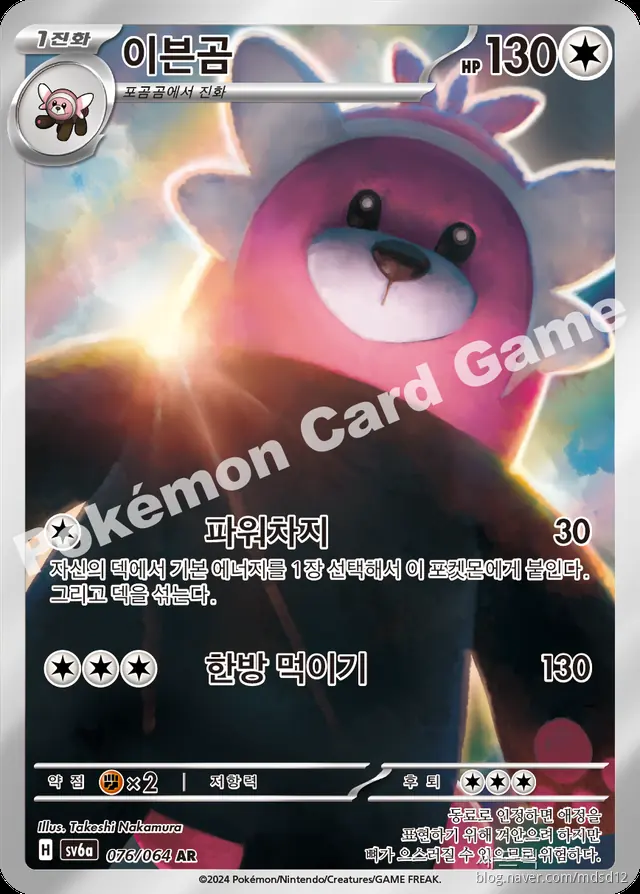 1진화
이븐곰
HP 130
포곰곰에서 진화
Pokémon Card Game
파워차지 30
자신의 덱에서 기본 에너지를 1장 선택해서 이 포켓몬에게 붙인다.
그리고 덱을 섞는다.
한방 먹이기 130
약점 ×2 저항력 후퇴
Illus. Takeshi Nakamura
H sv6a 076/064 AR
동료로 인정하면 애정을
표현하기 위해 껴안으려 하지만
뼈가 으스러질 수 있으므로 위험하다.
©2024 Pokémon/Nintendo/Creatures/GAME FREAK.
blog.naver.com/mdsd12